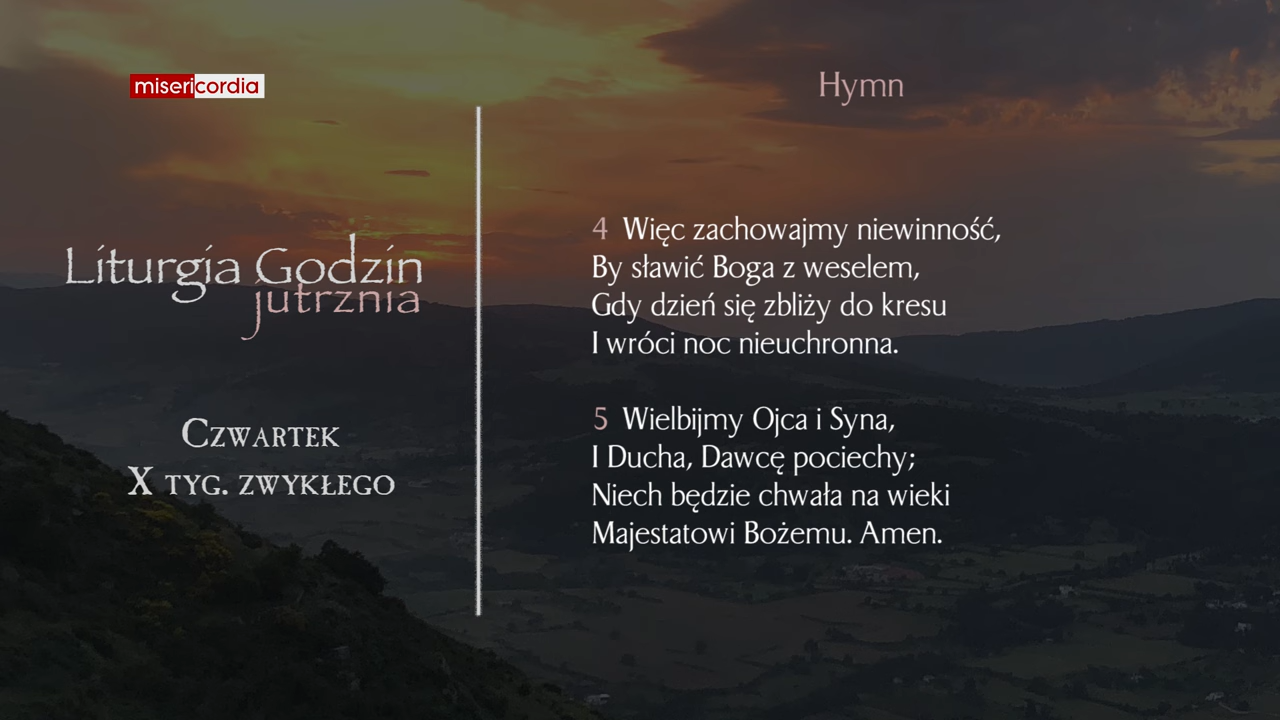 misericordia
Liturgia Godzin
jutrznia
Czwartek
X tyg. zwykłego
Hymn
4 Więc zachowajmy niewinność,
By sławić Boga z weselem,
Gdy dzień się zbliży do kresu
I wróci noc nieuchronna.
5 Wielbijmy Ojca i Syna,
I Ducha, Dawcę pociechy;
Niech będzie chwała na wieki
Majestatowi Bożemu. Amen.